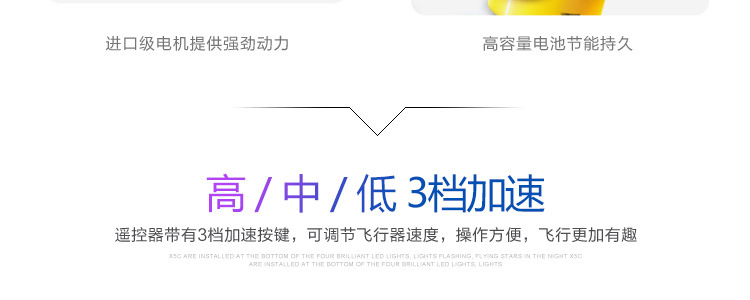 进口级电机提供强劲动力
高容量电池节能持久
高/中/低 3档加速
遥控器带有3档加速按键，可调节飞行器速度，操作方便，飞行更加有趣
X5C ARE INSTALLED AT THE BOTTOM OF THE FOUR BRILLIANT LED LIGHTS, LIGHTS FLASHING, FLYING STARS IN THE NIGHT X5C
ARE INSTALLED AT THE BOTTOM OF THE FOUR BRILLIANT LED LIGHTS, LIGHTS.